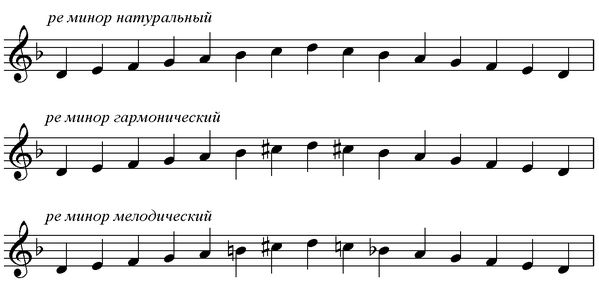 ре минор натуральный
ре минор гармонический
ре минор мелодический